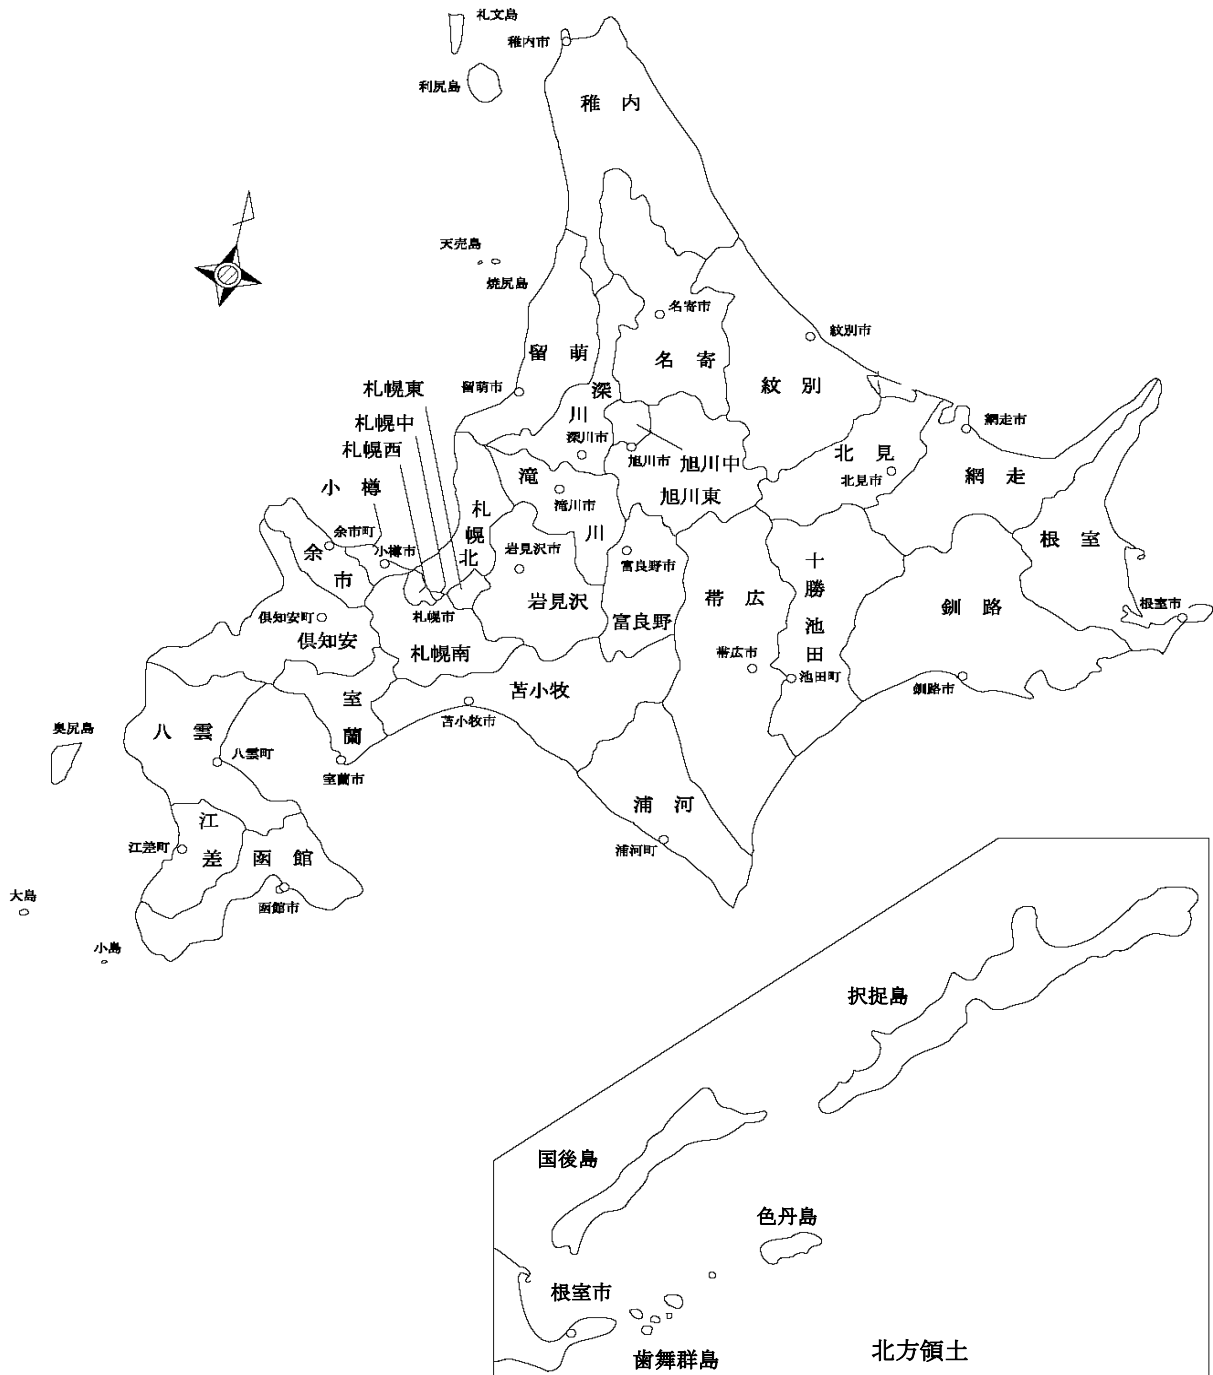 礼文島
稚内市
利尻島
稚内
天売島
焼尻島
名寄市
紋別市
留萌
名寄
紋別
留萌市
深川
札幌東
札幌中
札幌西
深川市
旭川市
旭川中
旭川東
網走市
北見
北見市
網走
小樽
滝川
滝川市
札幌北
余市町
小樽市
余市
岩見沢市
岩見沢
富良野市
富良野
根室
根室市
十勝池田
帯広
釧路
倶知安町
倶知安
札幌市
札幌南
帯広市
池田町
釧路市
室蘭
苫小牧
苫小牧市
奥尻島
八雲
八雲町
室蘭市
浦河
浦河町
江差
江差町
函館
函館市
大島
小島
択捉島
国後島
色丹島
根室市
歯舞群島
北方領土